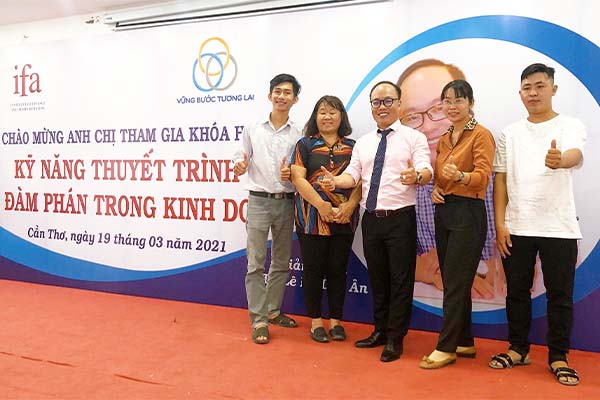 ifa
VỮNG BƯỚC TƯƠNG LAI
CHÀO MỪNG ANH CHỊ THAM GIA KHÓA
KỸ NĂNG THUYẾT TRÌNH
ĐÀM PHÁN TRONG KINH
Cần Thơ, ngày 19 tháng 03 năm 2021
Ân